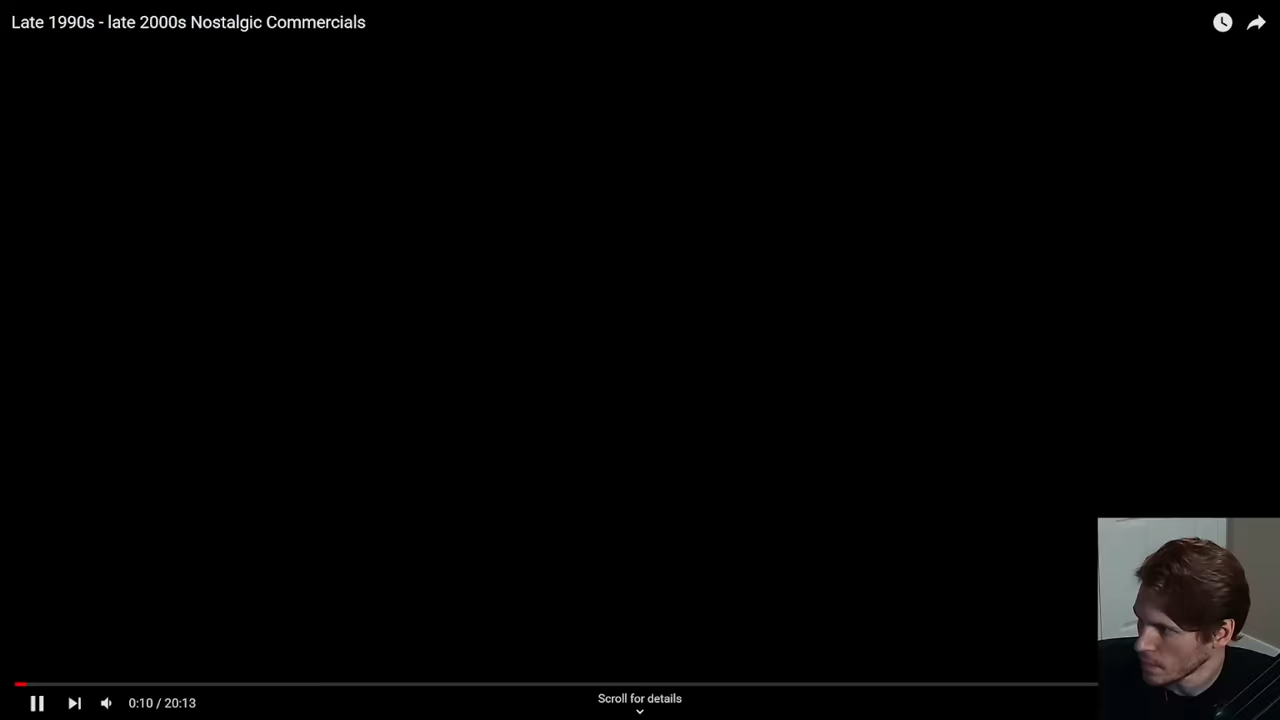 Late 1990s - late 2000s Nostalgic Commercials
0:10 / 20:13
Scroll for details